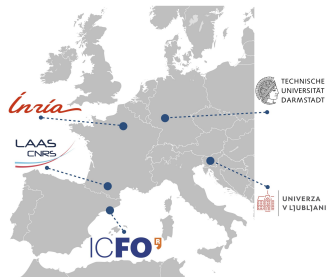 Inria
LAAS
CNRS
ICFO
R
TECHNISCHE
UNIVERSITÄT
DARMSTADT
UNIVERZA
V LJUBLJANI